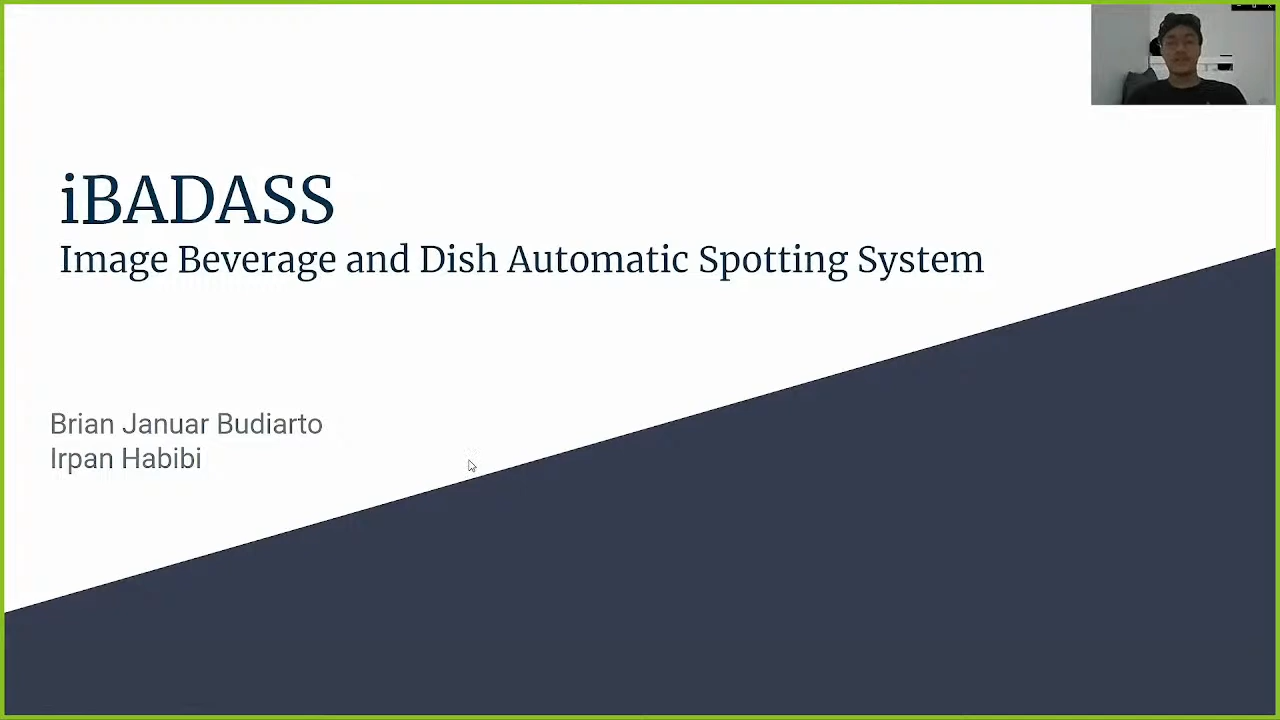 iBADASS
Image Beverage and Dish Automatic Spotting System
Brian Januar Budiarto
Irpan Habibi